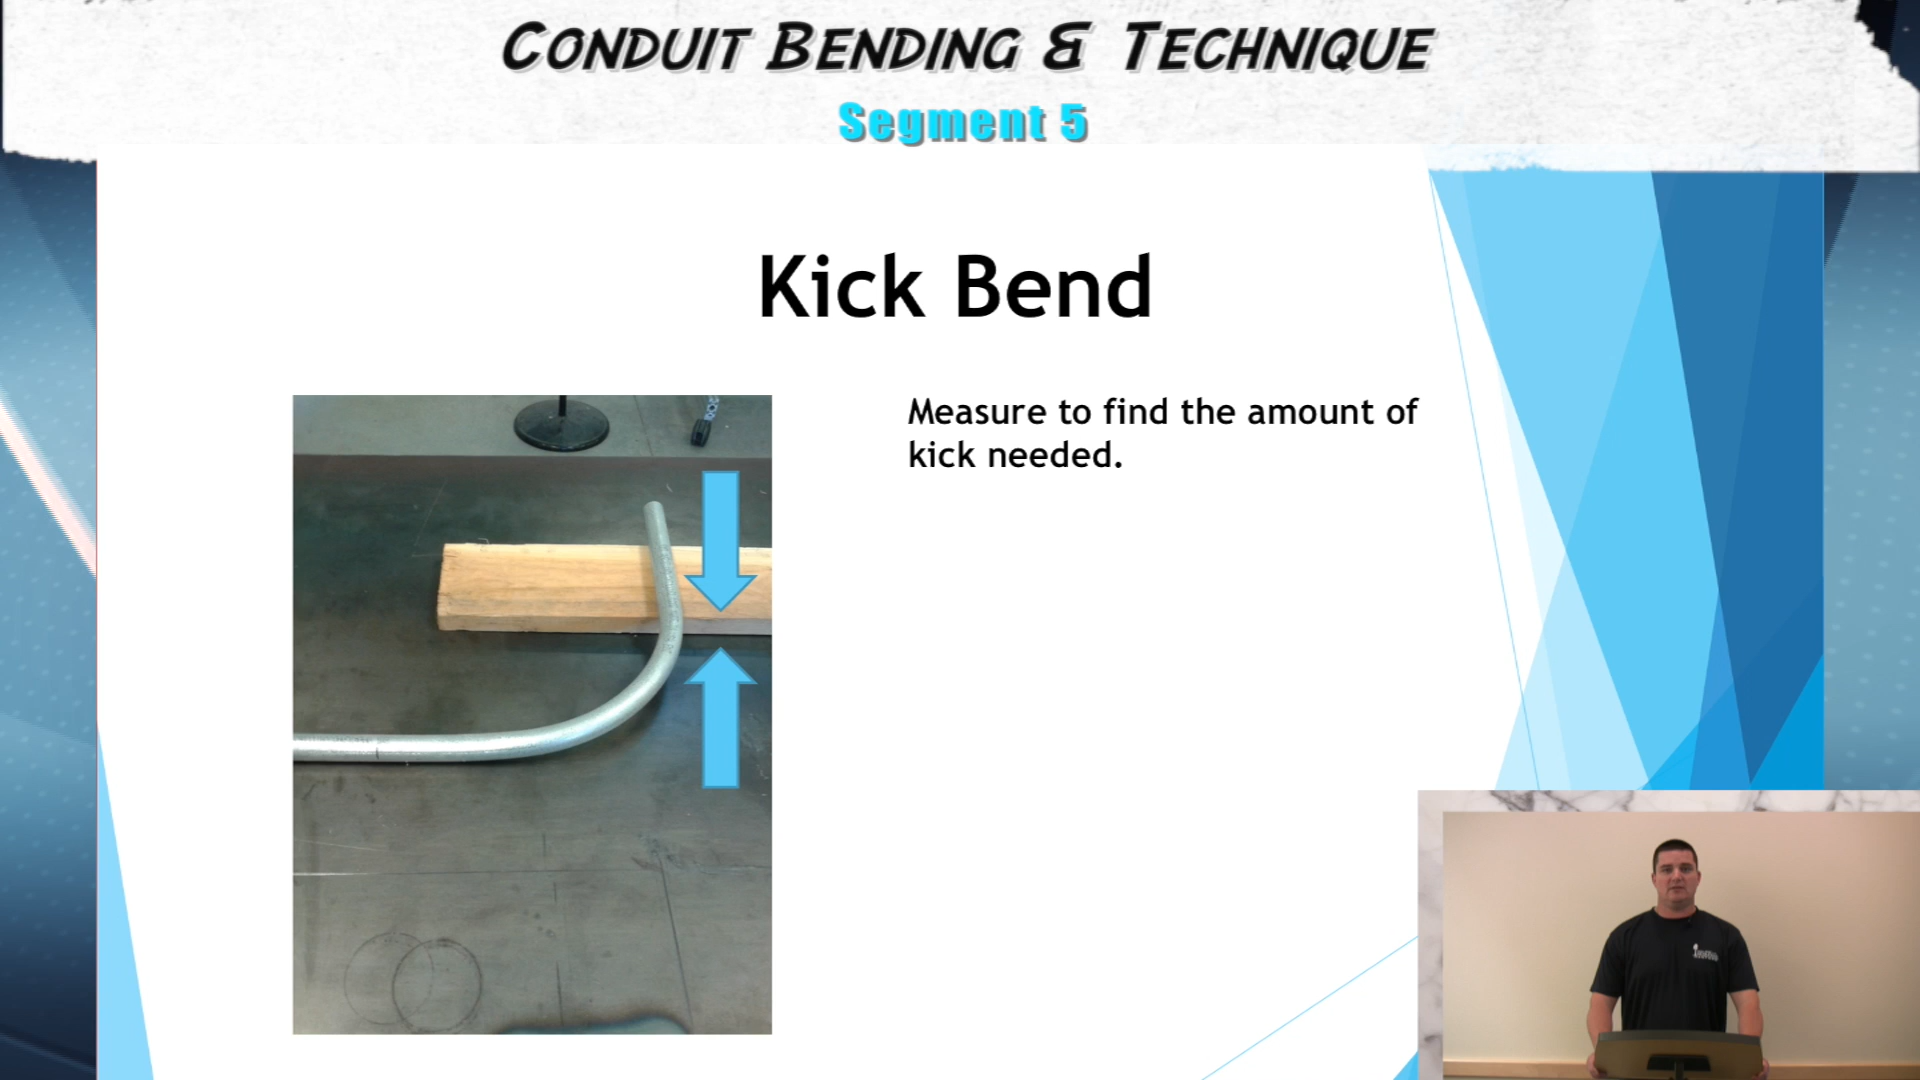 CONDUIT BENDING & TECHNIQUE
Segment 5
Kick Bend
Measure to find the amount of
kick needed.